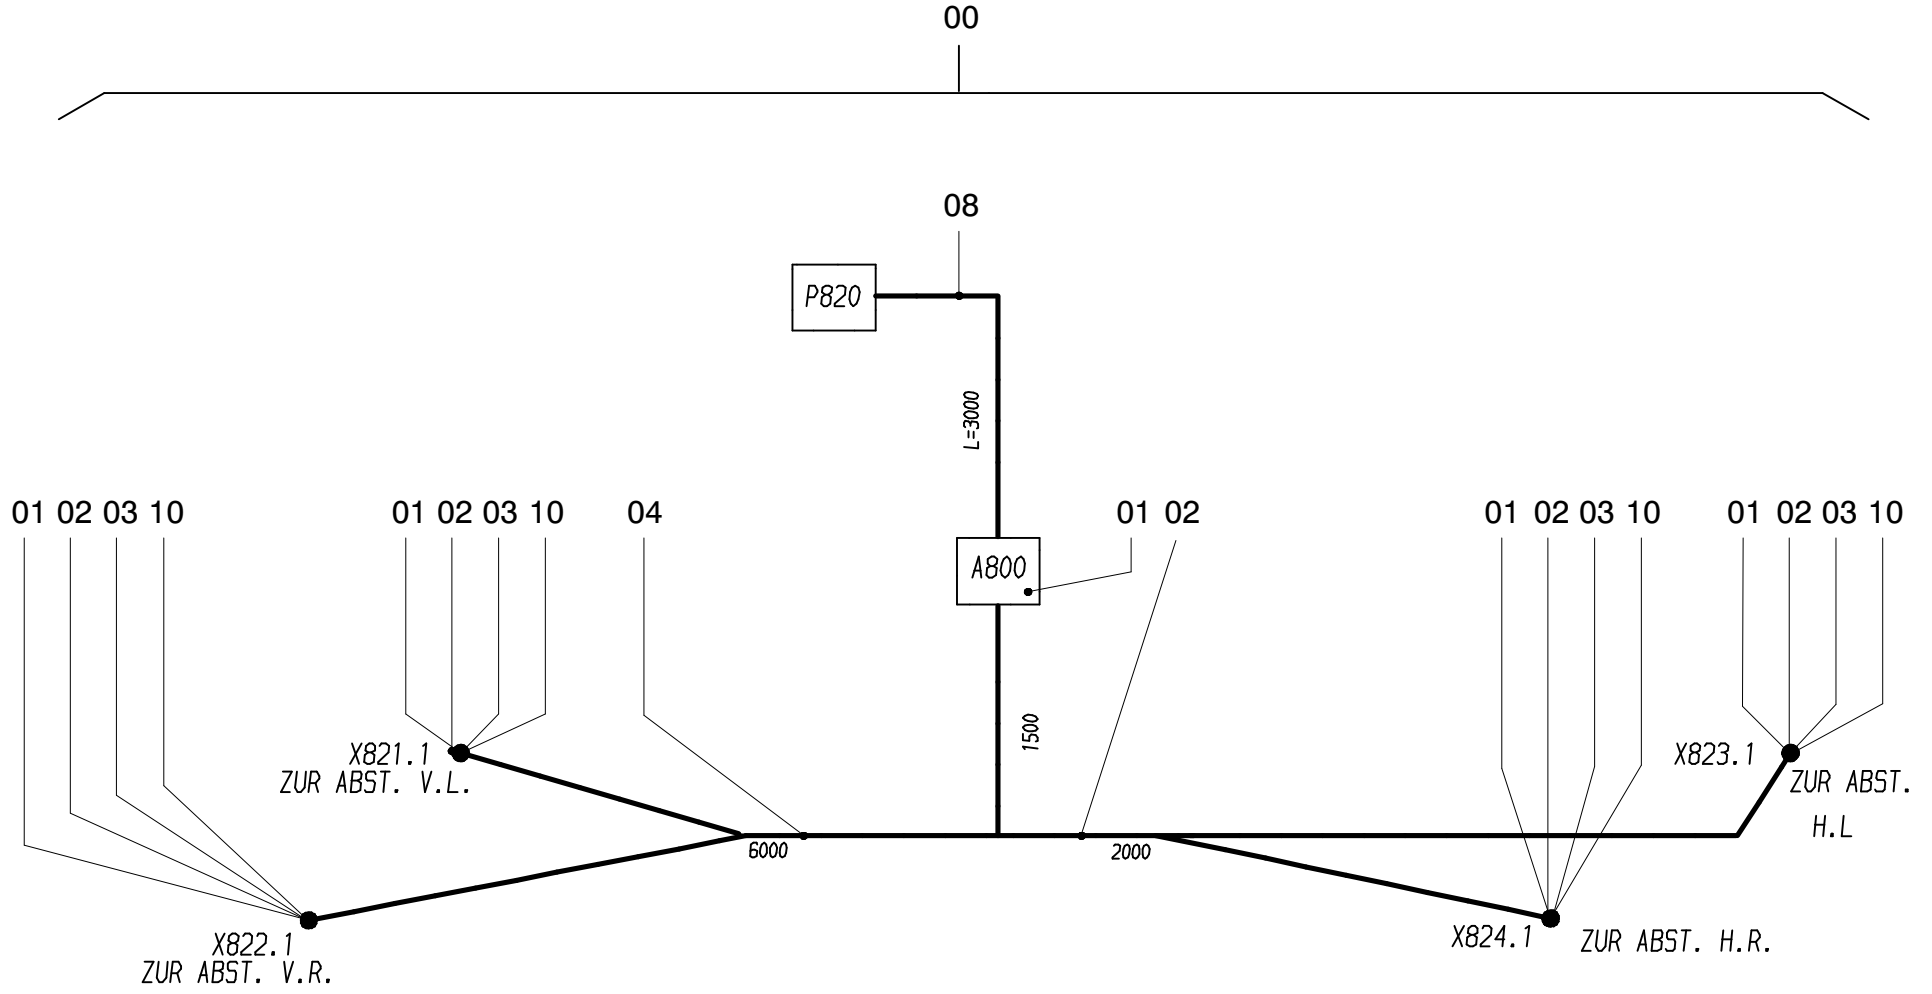 00
08
P820
L=3000
01 02 03 10
01 02 03 10
04
01 02
01 02 03 10
01 02 03 10
A800
1500
X821.1
ZUR ABST. V.L.
X823.1
ZUR ABST.
H.L
6000
2000
X822.1
ZUR ABST. V.R.
X824.1
ZUR ABST. H.R.